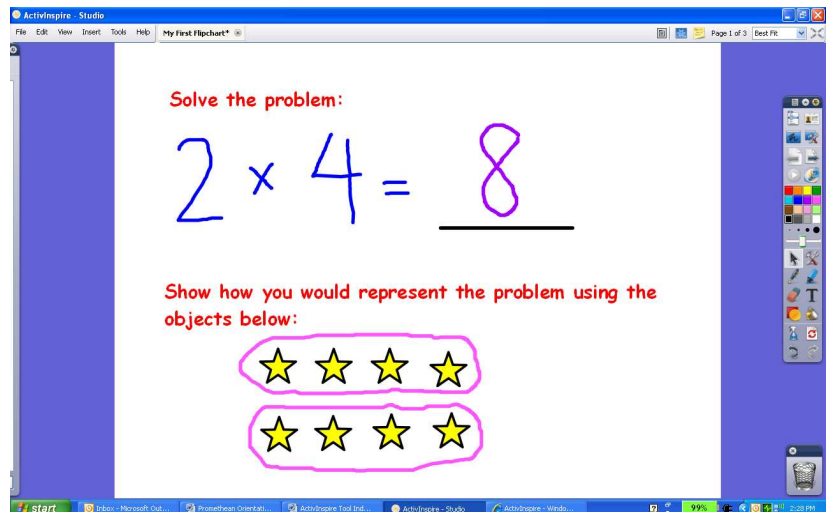 ActivInspire - Studio
File Edit View Insert Tools Help My First Flipchart* Page 1 of 3 Best Fit
Solve the problem:
2 x 4 = 8
Show how you would represent the problem using the
objects below:
start Inbox - Microsoft Out... Promethean Orientati... ActivInspire Tool Ind... ActivInspire - Studio ActivInspire - Windo... 99% 2:28 PM